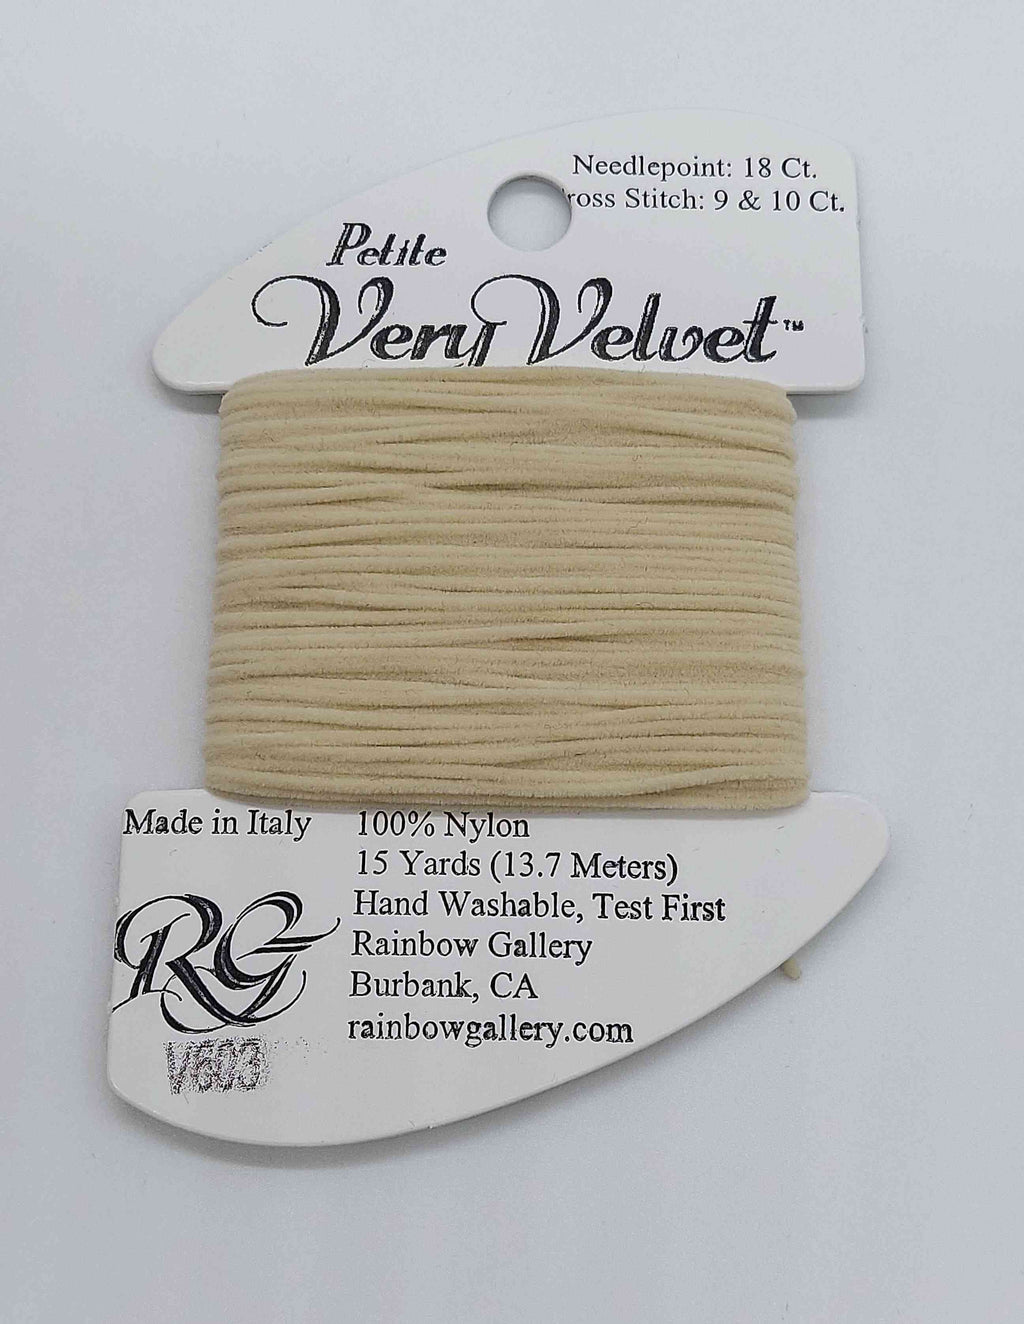 Needlepoint: 18 Ct.
ross Stitch: 9 & 10 Ct.
Petite
Very Velvet™
Made in Italy
100% Nylon
15 Yards (13.7 Meters)
Hand Washable, Test First
Rainbow Gallery
Burbank, CA
rainbowgallery.com
RG
V603